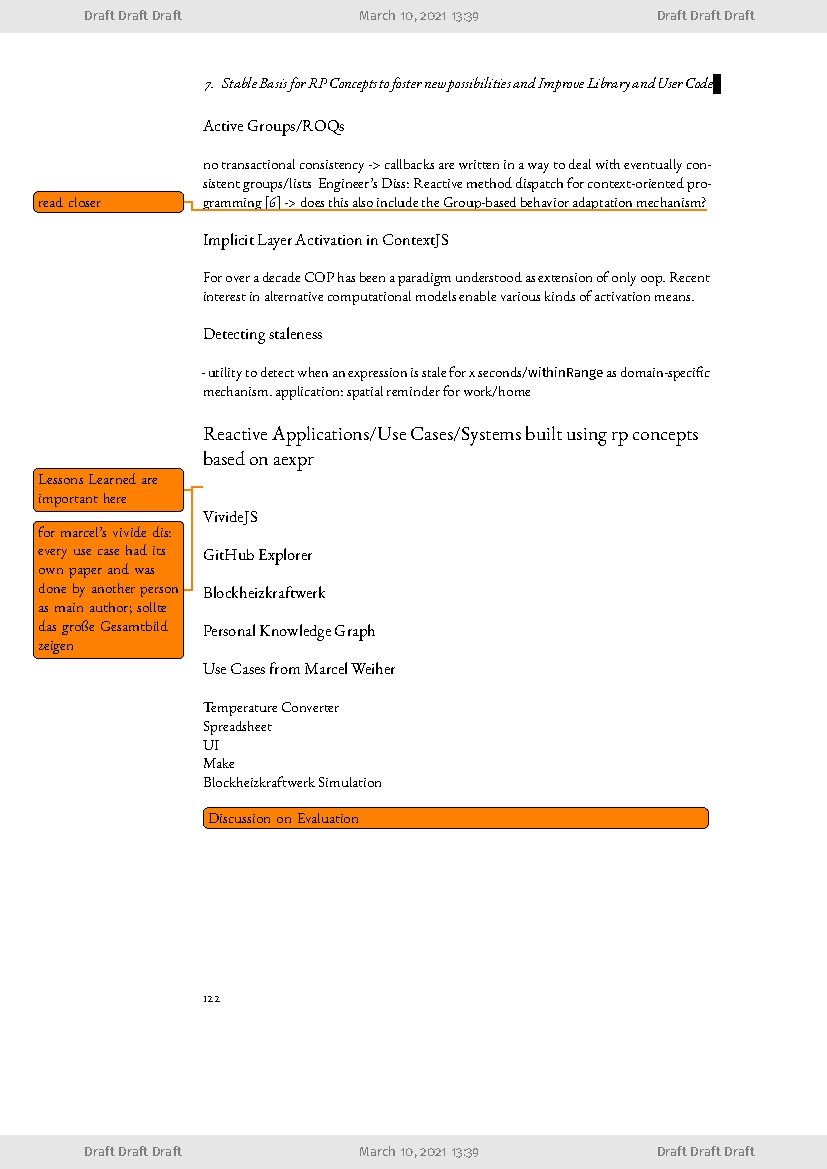 Draft Draft Draft March 10, 2021 13:39 Draft Draft Draft
7. Stable Basis for RP Concepts to foster new possibilities and Improve Library and User Code
Active Groups/ROQs
no transactional consistency -> callbacks are written in a way to deal with eventually con-
sistent groups/lists Engineer's Diss: Reactive method dispatch for context-oriented pro-
gramming [6] -> does this also include the Group-based behavior adaptation mechanism?
read closer
Implicit Layer Activation in ContextJS
For over a decade COP has been a paradigm understood as extension of only oop. Recent
interest in alternative computational models enable various kinds of activation means.
Detecting staleness
- utility to detect when an expression is stale for x seconds/withinRange as domain-specific
mechanism. application: spatial reminder for work/home
Reactive Applications/Use Cases/Systems built using rp concepts
based on aexpr
Lessons Learned are
important here
for marcel's vivide dis:
every use case had its
own paper and was
done by another person
as main author; sollte
das große Gesamtbild
zeigen
VivideJS
GitHub Explorer
Blockheizkraftwerk
Personal Knowledge Graph
Use Cases from Marcel Weiher
Temperature Converter
Spreadsheet
UI
Make
Blockheizkraftwerk Simulation
Discussion on Evaluation
122
Draft Draft Draft March 10, 2021 13:39 Draft Draft Draft